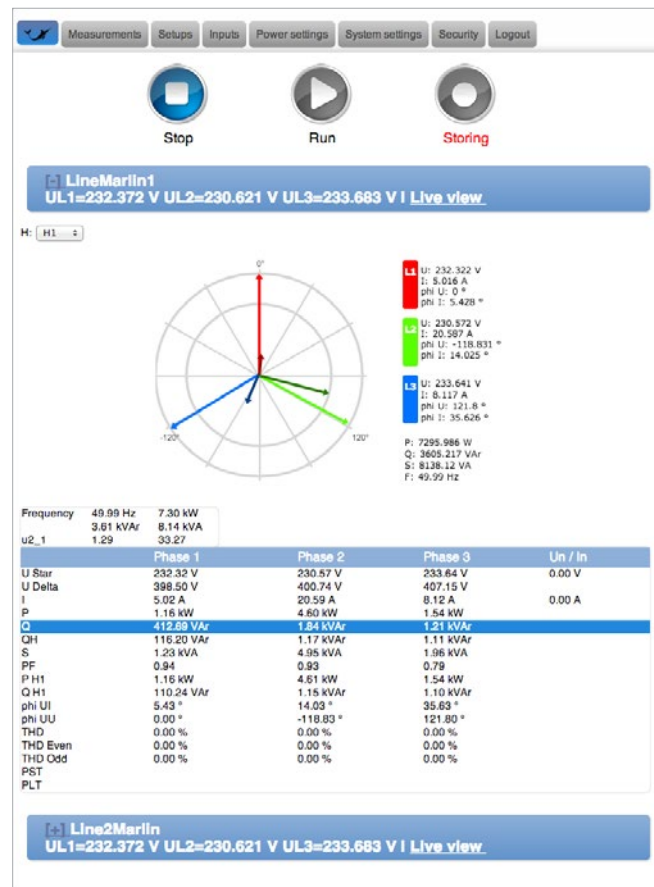 Measurements Setups Inputs Power settings System settings Security Logout
Stop Run Storing
[-] LineMarlin1
UL1=232.372 V UL2=230.621 V UL3=233.683 V I Live view
H: H1
0°
-120°
120°
L1 U: 232.322 V
I: 5.016 A
phi U: 0 °
phi I: 5.428 °
L2 U: 230.572 V
I: 20.587 A
phi U: -118.831 °
phi I: 14.025 °
L3 U: 233.641 V
I: 8.117 A
phi U: 121.8 °
phi I: 35.626 °
P: 7295.986 W
Q: 3605.217 VAr
S: 8138.12 VA
F: 49.99 Hz
Frequency 49.99 Hz 7.30 kW
3.61 kVAr 8.14 kVA
u2_1 1.29 33.27
Phase 1 Phase 2 Phase 3 Un / In
U Star 232.32 V 230.57 V 233.64 V 0.00 V
U Delta 398.50 V 400.74 V 407.15 V
I 5.02 A 20.59 A 8.12 A 0.00 A
P 1.16 kW 4.60 kW 1.54 kW
Q 412.69 VAr 1.84 kVAr 1.21 kVAr
QH 116.20 VAr 1.17 kVAr 1.11 kVAr
S 1.23 kVA 4.95 kVA 1.96 kVA
PF 0.94 0.93 0.79
P H1 1.16 kW 4.61 kW 1.54 kW
Q H1 110.24 VAr 1.15 kVAr 1.10 kVAr
phi UI 5.43 ° 14.03 ° 35.63 °
phi UU 0.00 ° -118.83 ° 121.80 °
THD 0.00 % 0.00 % 0.00 %
THD Even 0.00 % 0.00 % 0.00 %
THD Odd 0.00 % 0.00 % 0.00 %
PST
PLT
[+] Line2Marlin
UL1=232.372 V UL2=230.621 V UL3=233.683 V I Live view